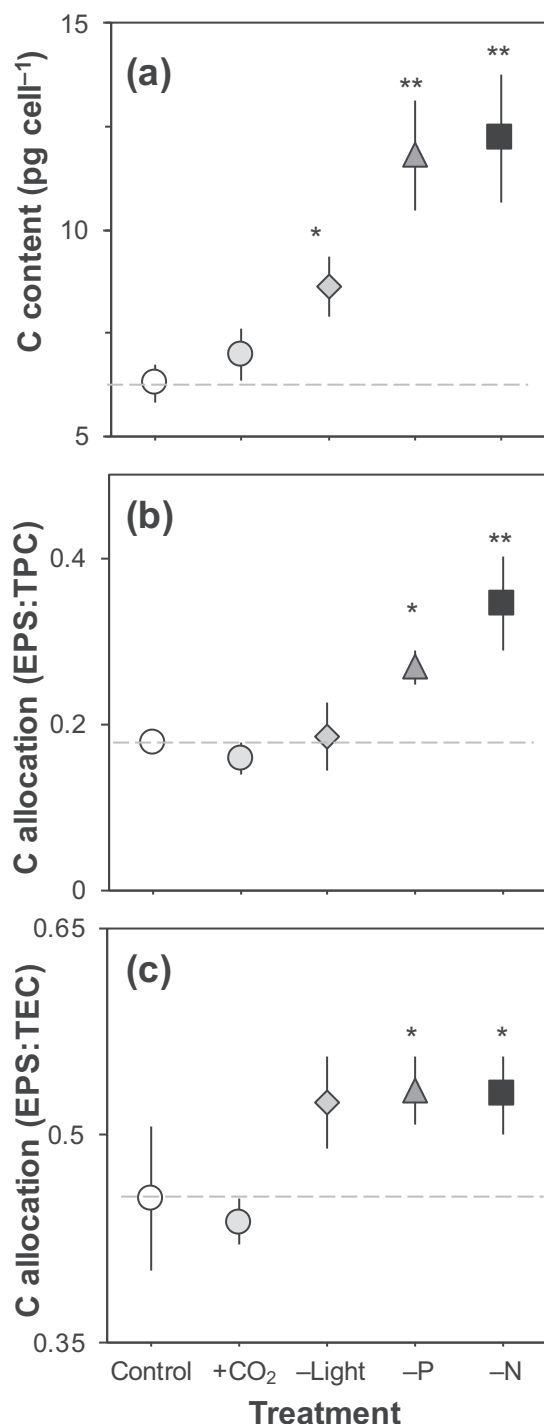 15
(a)
**
**
10
*
5
C content (pg cell⁻¹)
(b)
**
0.4
*
0.2
0
C allocation (EPS:TPC)
0.65
(c)
*
*
0.5
0.35
C allocation (EPS:TEC)
Control +CO₂ –Light –P –N
Treatment